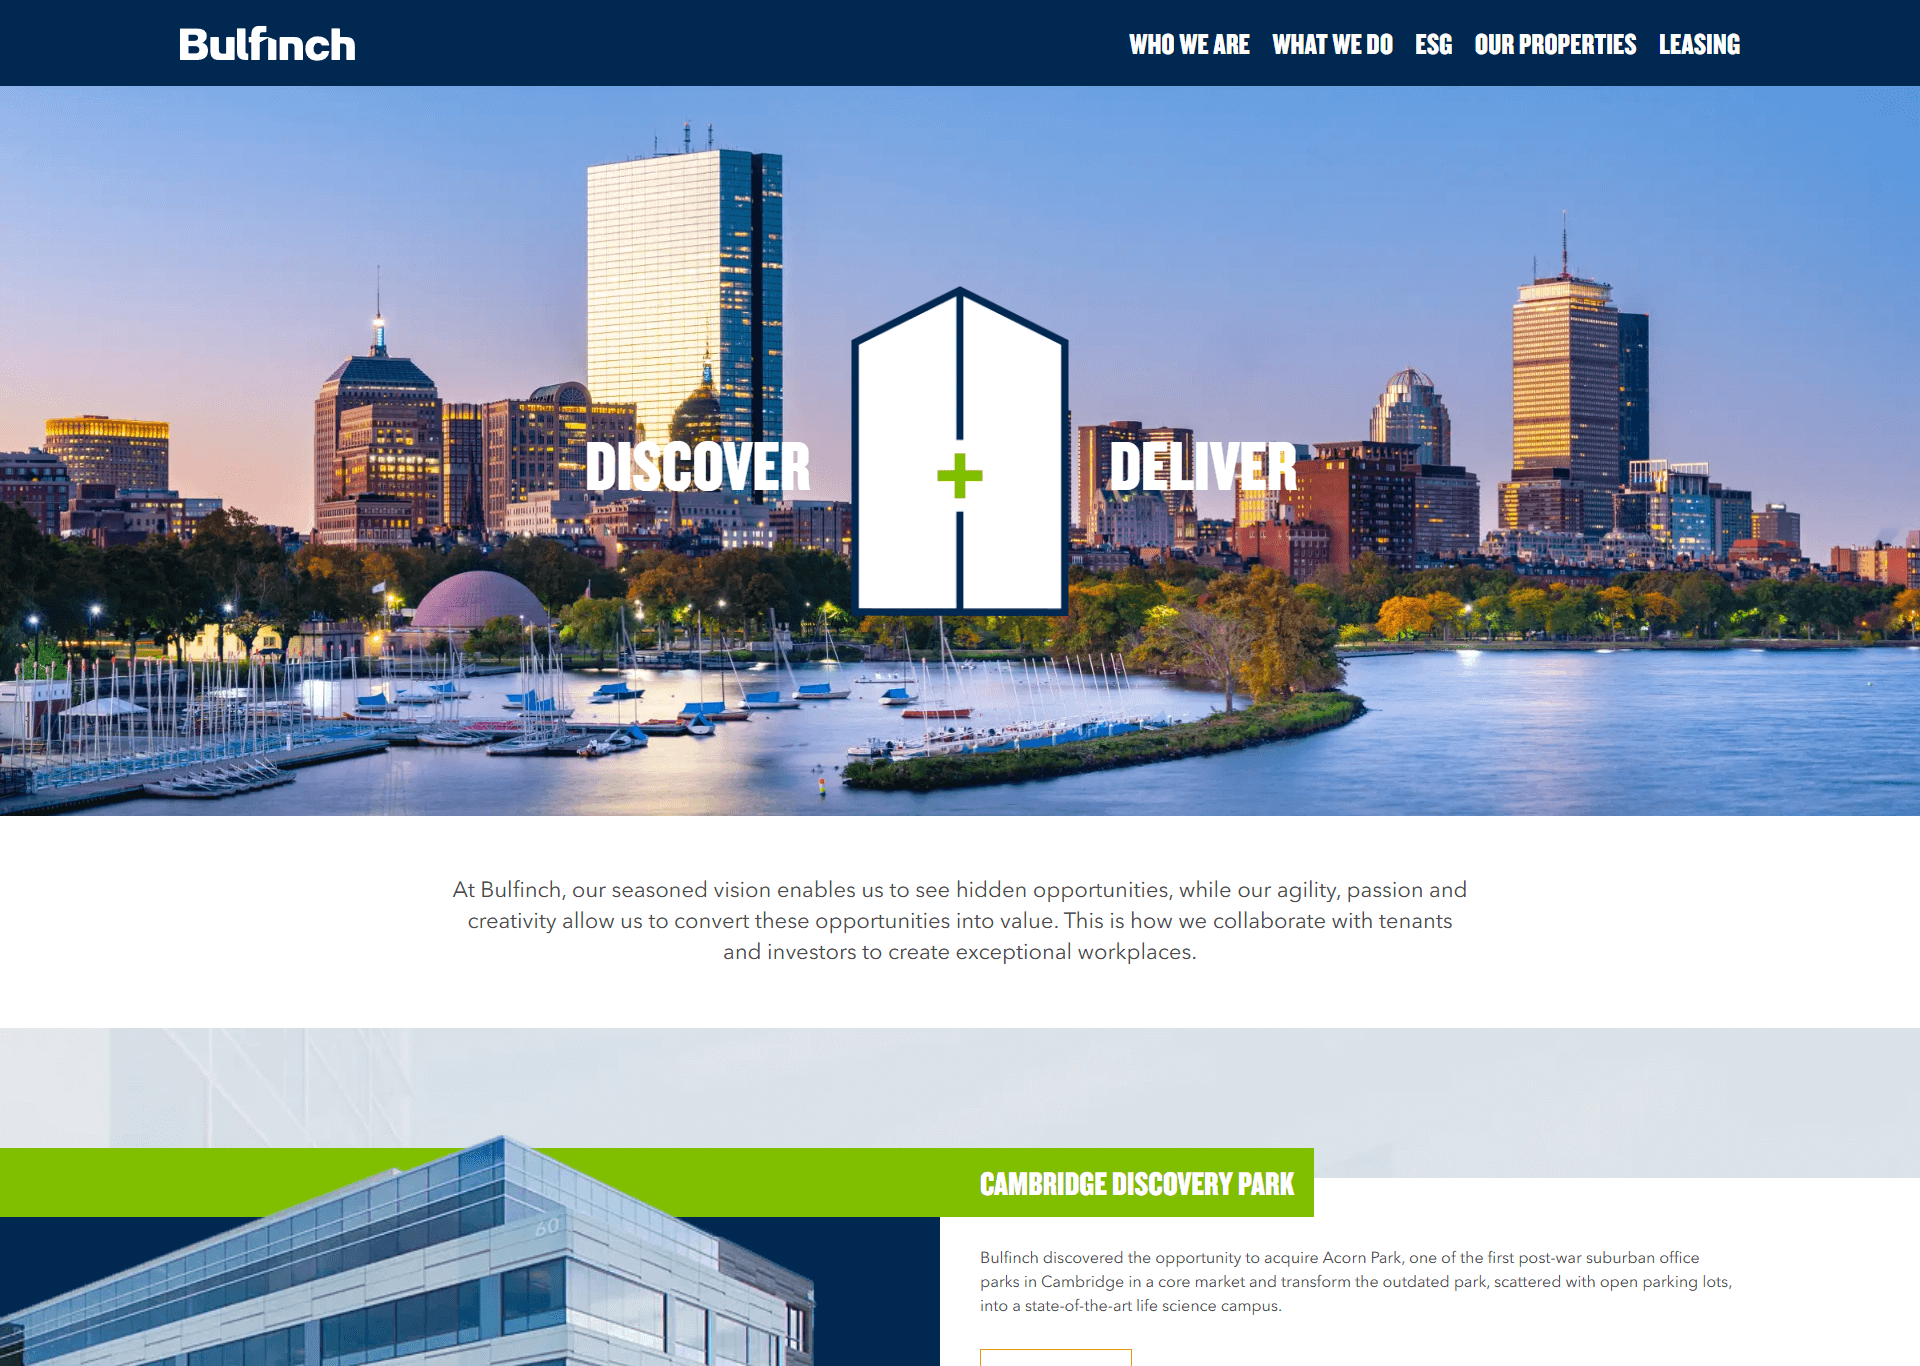 Bulfinch
WHO WE ARE WHAT WE DO ESG OUR PROPERTIES LEASING
DISCOVER + DELIVER
At Bulfinch, our seasoned vision enables us to see hidden opportunities, while our agility, passion and
creativity allow us to convert these opportunities into value. This is how we collaborate with tenants
and investors to create exceptional workplaces.
CAMBRIDGE DISCOVERY PARK
60
Bulfinch discovered the opportunity to acquire Acorn Park, one of the first post-war suburban office
parks in Cambridge in a core market and transform the outdated park, scattered with open parking lots,
into a state-of-the-art life science campus.